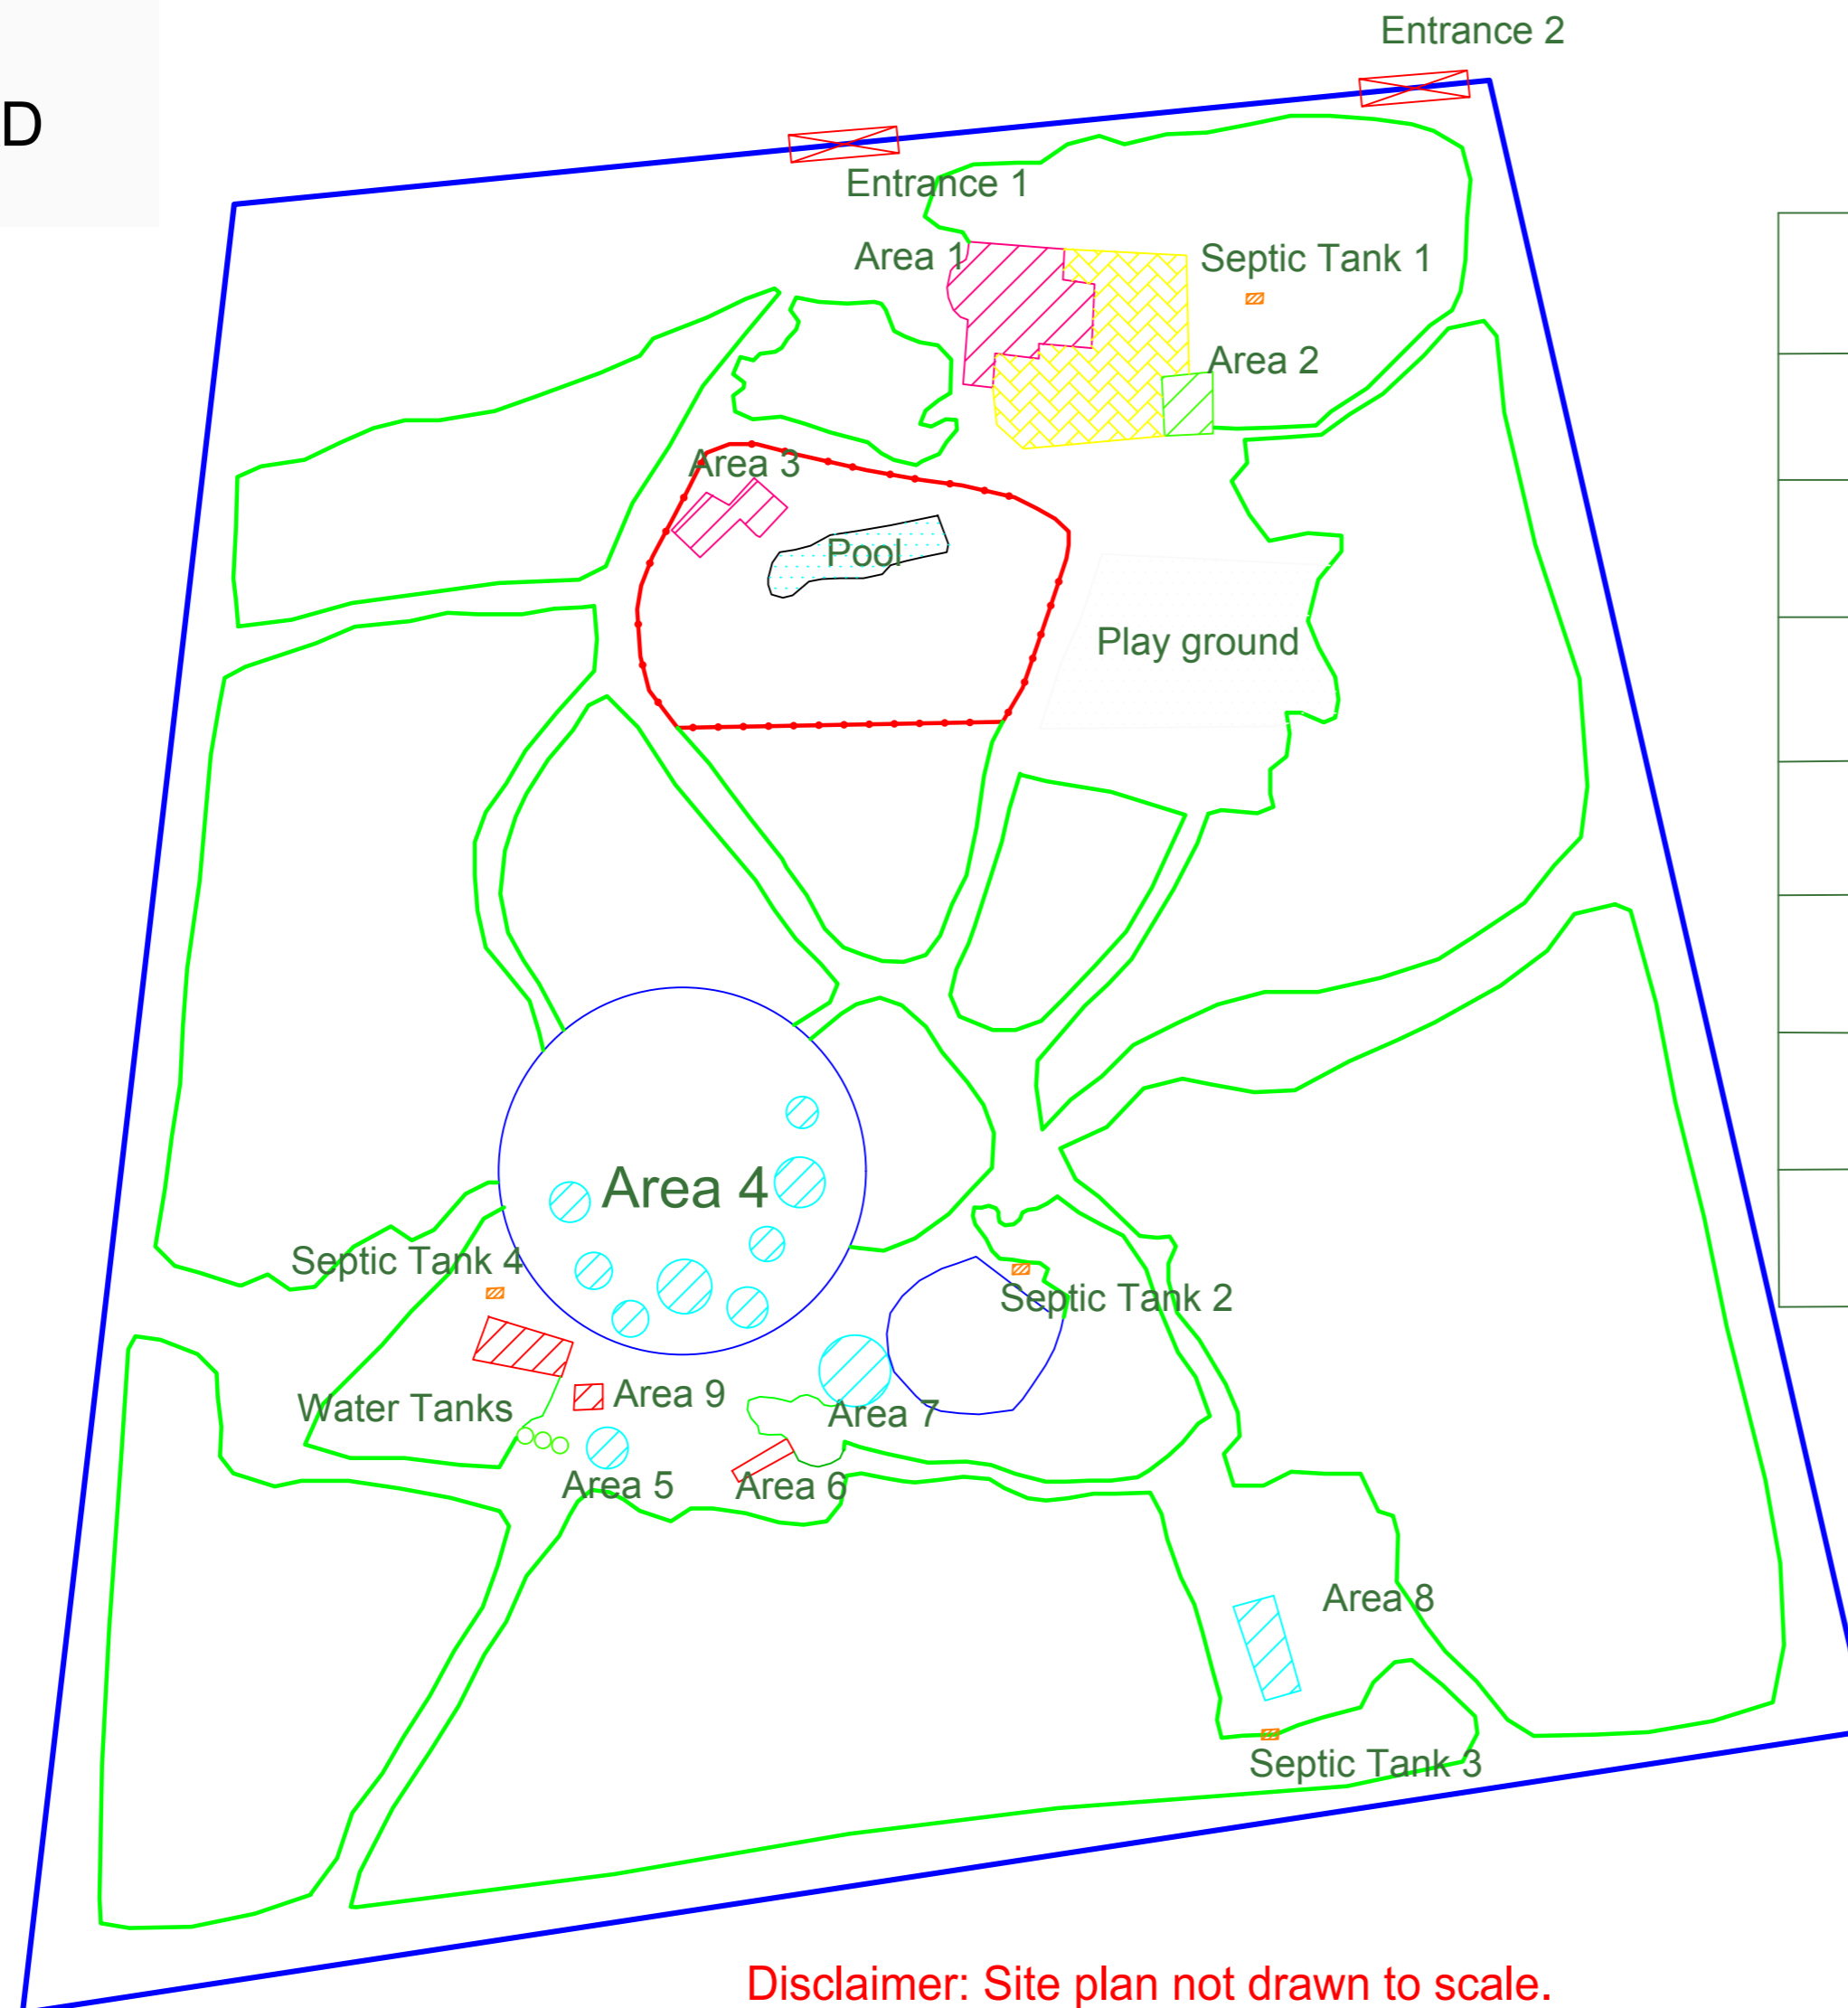 Entrance 2
D
Entrance 1
Area 1
Septic Tank 1
Area 2
Area 3
Pool
Play ground
Area 4
Septic Tank 4
Septic Tank 2
Area 9
Water Tanks
Area 7
Area 5
Area 6
Area 8
Septic Tank 3
Disclaimer: Site plan not drawn to scale.